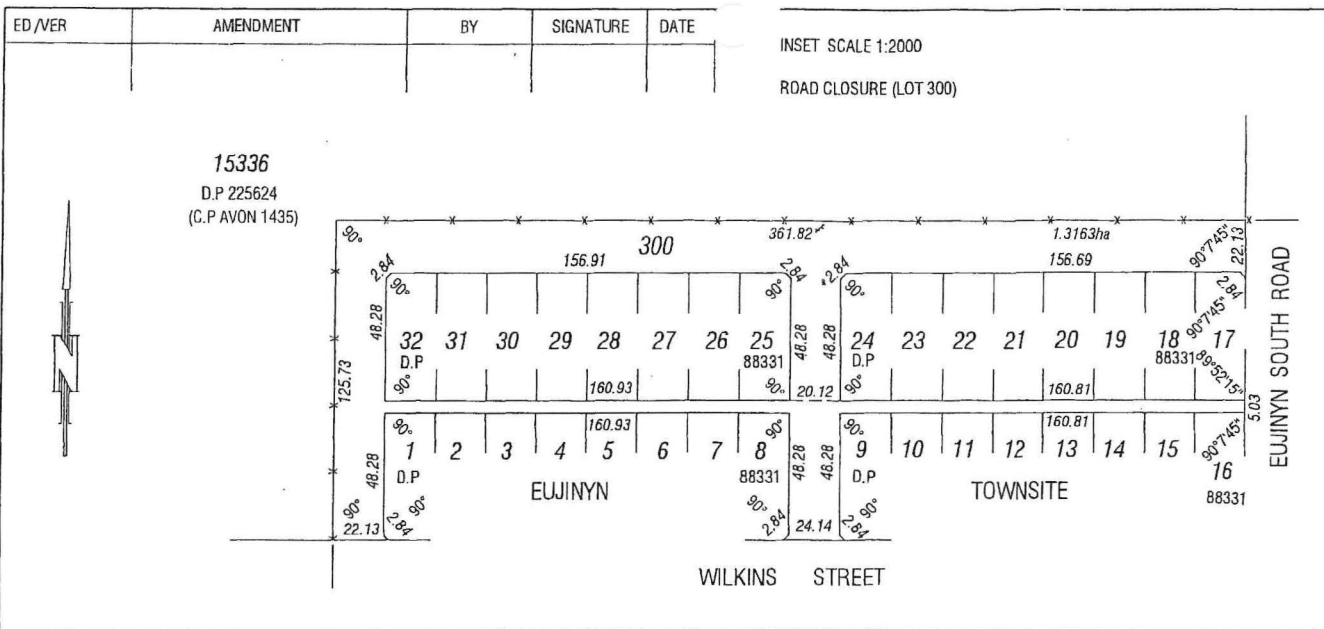 ED/VER AMENDMENT BY SIGNATURE DATE
INSET SCALE 1:2000
ROAD CLOSURE (LOT 300)
15336
D.P 225624
(C.P AVON 1435)
90° 300 361.82 1.3163ha 90°7'45" 22.13
2.84 156.91 2.84 2.84 156.69 2.84
90° 90° 90° 90°7'45"
48.28 32 31 30 29 28 27 26 25 48.28 48.28 24 23 22 21 20 19 18 17
D.P 88331 D.P 88331 89°52'15"
125.73
90° 160.93 90° 20.12 90° 160.81
5.03
90° 160.93 90° 90° 160.81 90°7'45"
48.28 1 2 3 4 5 6 7 8 48.28 48.28 9 10 11 12 13 14 15 16
D.P 88331 D.P 88331
EUJINYN TOWNSITE
90° 90° 90° 90°
22.13 2.84 2.84 24.14 2.84
WILKINS STREET
EUJINYN SOUTH ROAD
N